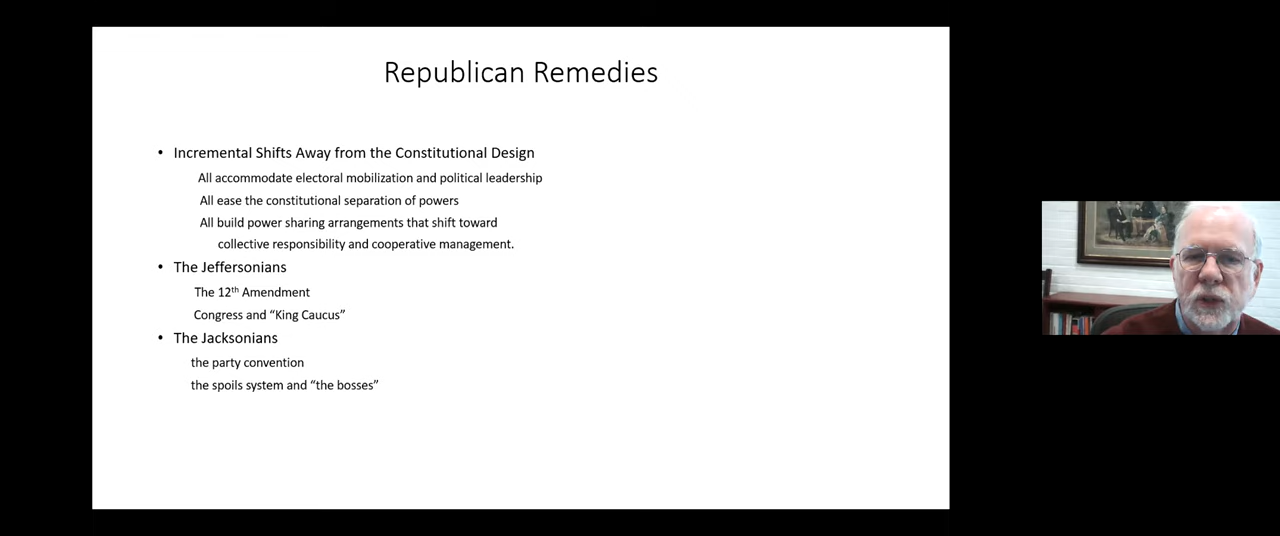 Republican Remedies
• Incremental Shifts Away from the Constitutional Design
All accommodate electoral mobilization and political leadership
All ease the constitutional separation of powers
All build power sharing arrangements that shift toward
collective responsibility and cooperative management.
• The Jeffersonians
The 12th Amendment
Congress and “King Caucus”
• The Jacksonians
the party convention
the spoils system and “the bosses”